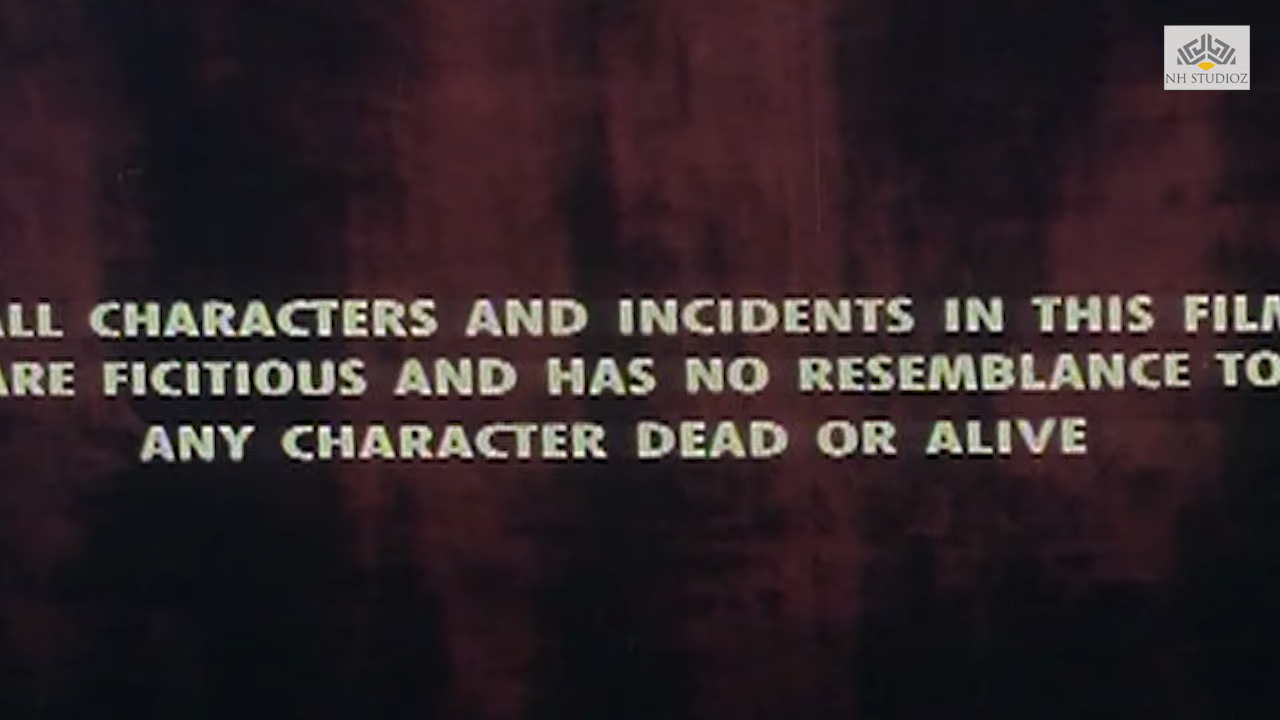 NH STUDIOZ
ALL CHARACTERS AND INCIDENTS IN THIS FILM
ARE FICITIOUS AND HAS NO RESEMBLANCE TO
ANY CHARACTER DEAD OR ALIVE